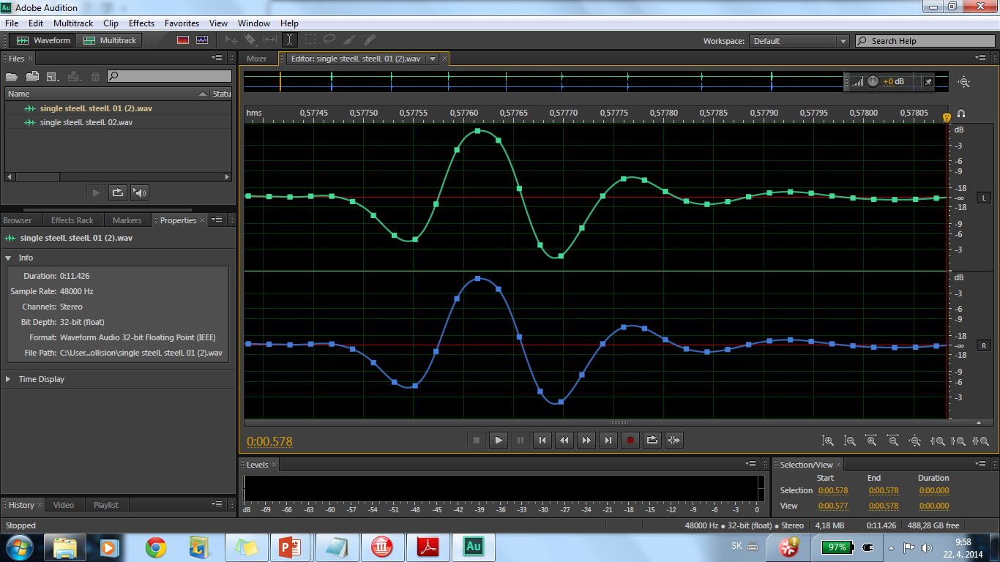 Au Adobe Audition
File Edit Multitrack Clip Effects Favorites View Window Help
Waveform Multitrack Workspace: Default Search Help
Files × Mixer Editor: single steelL steelL 01 (2).wav ×
+0 dB
Name Statu
single steelL steelL 01 (2).wav
single steelL steelL 02.wav
hms 0,57745 0,57750 0,57755 0,57760 0,57765 0,57770 0,57775 0,57780 0,57785 0,57790 0,57795 0,57800 0,57805
dB
-3
-6
-9
-18
-∞ L
-18
-9
-6
-3
dB
-3
-6
-9
-18
-∞ R
-18
-9
-6
-3
Browser Effects Rack Markers Properties ×
single steelL steelL 01 (2).wav
Info
Duration: 0:11.426
Sample Rate: 48000 Hz
Channels: Stereo
Bit Depth: 32-bit (float)
Format: Waveform Audio 32-bit Floating Point (IEEE)
File Path: C:\User...ollision\single steelL steelL 01 (2).wav
Time Display
0:00.578
Levels × Selection/View ×
Start End Duration
Selection 0:00.578 0:00.578 0:00.000
View 0:00.577 0:00.578 0:00.000
dB -69 -66 -63 -60 -57 -54 -51 -48 -45 -42 -39 -36 -33 -30 -27 -24 -21 -18 -15 -12 -9 -6 -3 0
History × Video Playlist
Stopped 48000 Hz ● 32-bit (float) ● Stereo 4,18 MB 0:11.426 488,28 GB free
P Au SK 97% 9:58
22. 4. 2014